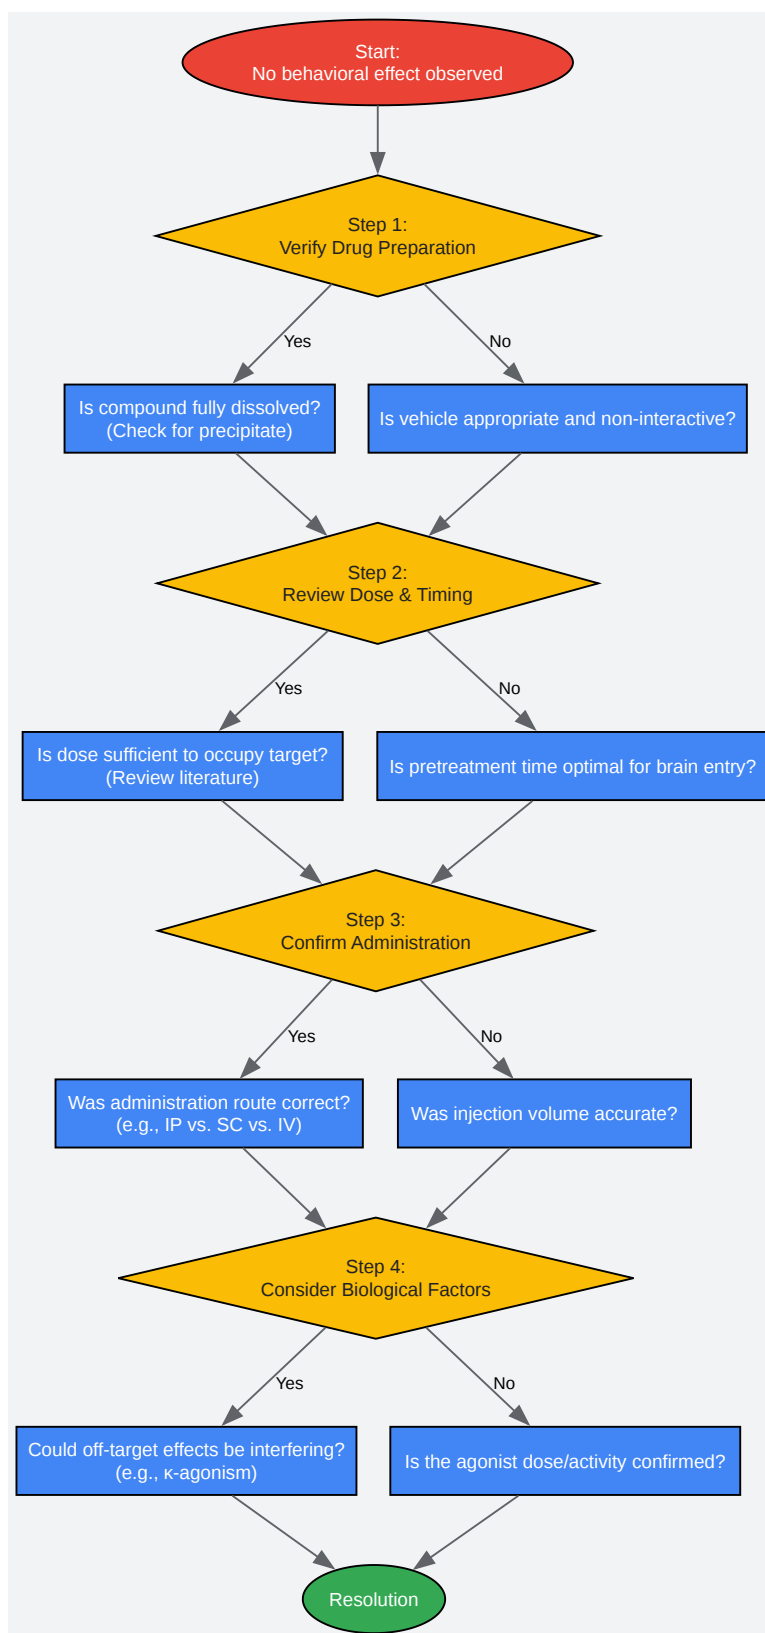 Start:
No behavioral effect observed
Step 1:
Verify Drug Preparation
Yes
No
Is compound fully dissolved?
(Check for precipitate)
Is vehicle appropriate and non-interactive?
Step 2:
Review Dose & Timing
Yes
No
Is dose sufficient to occupy target?
(Review literature)
Is pretreatment time optimal for brain entry?
Step 3:
Confirm Administration
Yes
No
Was administration route correct?
(e.g., IP vs. SC vs. IV)
Was injection volume accurate?
Step 4:
Consider Biological Factors
Yes
No
Could off-target effects be interfering?
(e.g., κ-agonism)
Is the agonist dose/activity confirmed?
Resolution